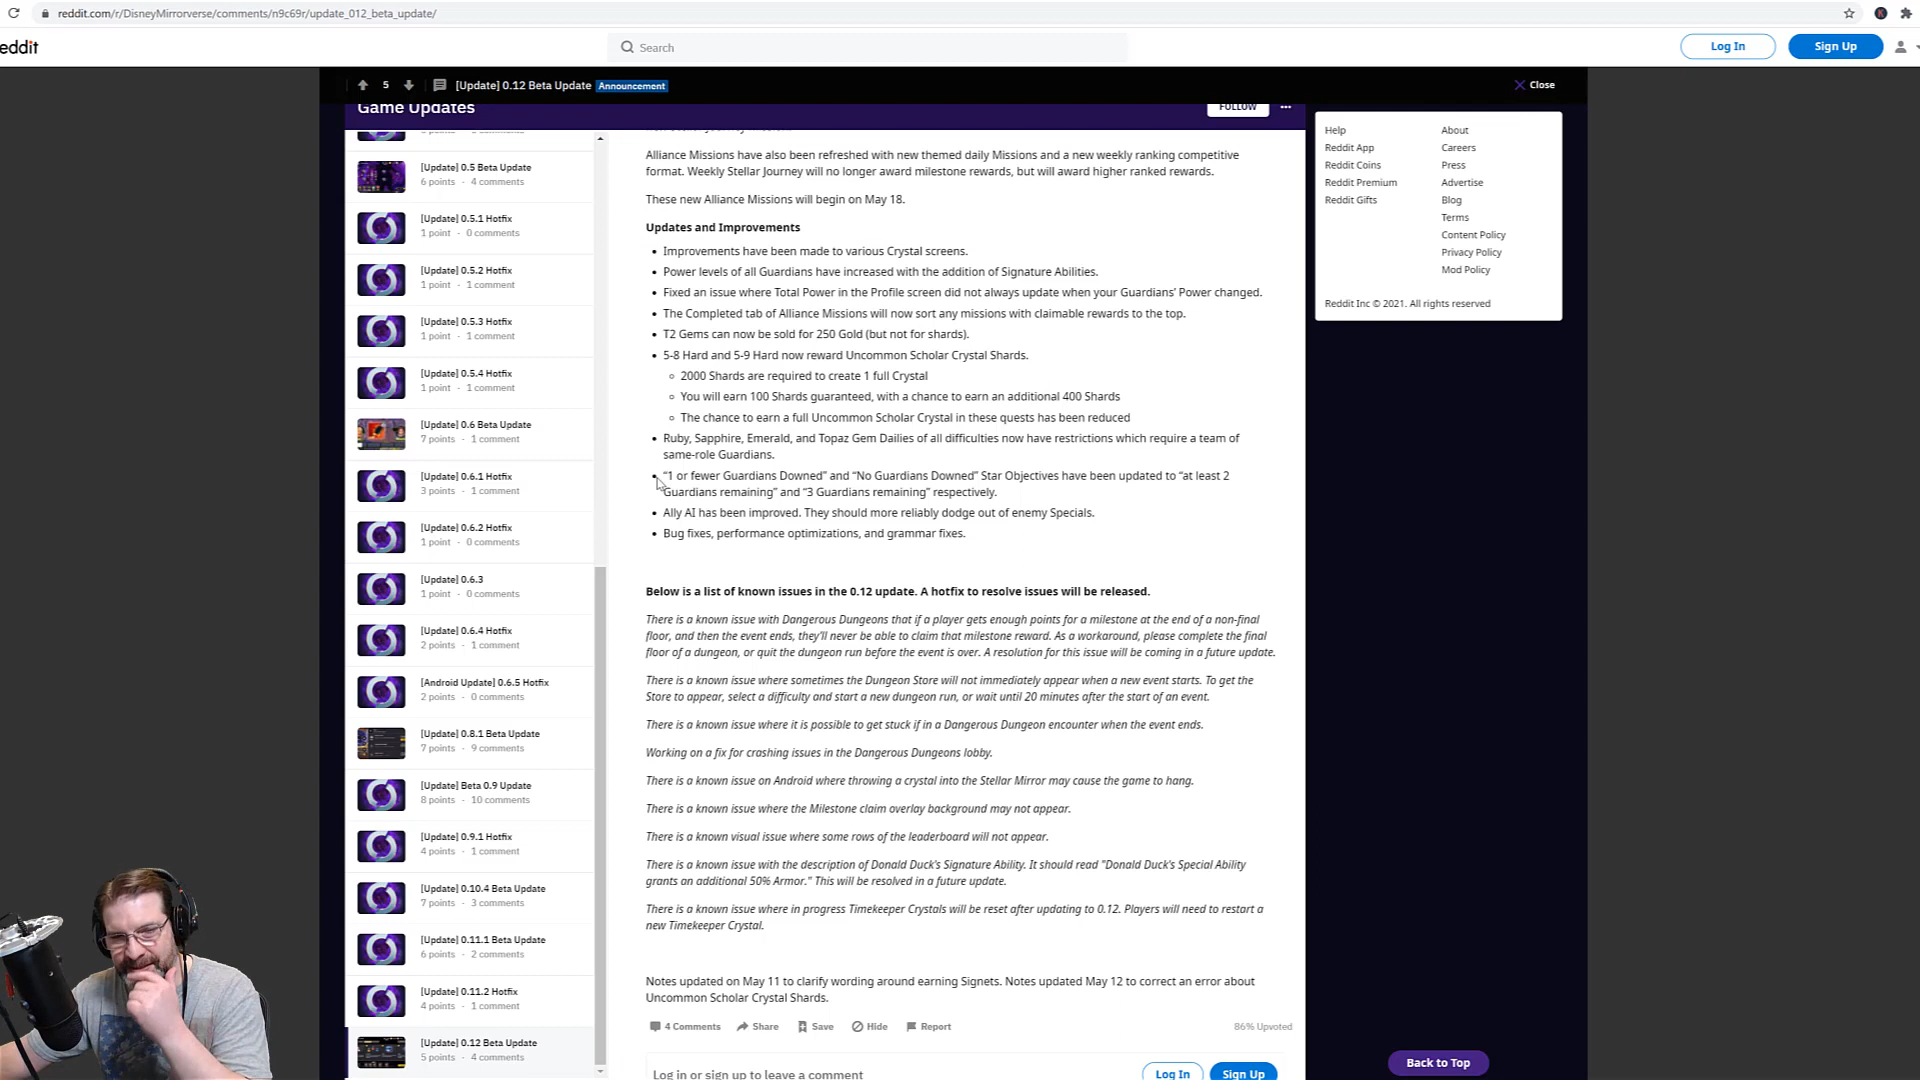 reddit.com/r/DisneyMirrorverse/comments/n9c69r/update_012_beta_update/
eddit
Search
Log In
Sign Up
5
[Update] 0.12 Beta Update
Announcement
Close
Game Updates
FOLLOW
[Update] 0.5 Beta Update
6 points · 4 comments
[Update] 0.5.1 Hotfix
1 point · 0 comments
[Update] 0.5.2 Hotfix
1 point · 1 comment
[Update] 0.5.3 Hotfix
1 point · 1 comment
[Update] 0.5.4 Hotfix
1 point · 1 comment
[Update] 0.6 Beta Update
7 points · 1 comment
[Update] 0.6.1 Hotfix
3 points · 1 comment
[Update] 0.6.2 Hotfix
1 point · 0 comments
[Update] 0.6.3
1 point · 0 comments
[Update] 0.6.4 Hotfix
2 points · 1 comment
[Android Update] 0.6.5 Hotfix
2 points · 0 comments
[Update] 0.8.1 Beta Update
7 points · 9 comments
[Update] Beta 0.9 Update
8 points · 10 comments
[Update] 0.9.1 Hotfix
4 points · 1 comment
[Update] 0.10.4 Beta Update
7 points · 3 comments
[Update] 0.11.1 Beta Update
6 points · 2 comments
[Update] 0.11.2 Hotfix
4 points · 1 comment
[Update] 0.12 Beta Update
5 points · 4 comments
Alliance Missions have also been refreshed with new themed daily Missions and a new weekly ranking competitive
format. Weekly Stellar Journey will no longer award milestone rewards, but will award higher ranked rewards.
These new Alliance Missions will begin on May 18.
Updates and Improvements
• Improvements have been made to various Crystal screens.
• Power levels of all Guardians have increased with the addition of Signature Abilities.
• Fixed an issue where Total Power in the Profile screen did not always update when your Guardians' Power changed.
• The Completed tab of Alliance Missions will now sort any missions with claimable rewards to the top.
• T2 Gems can now be sold for 250 Gold (but not for shards).
• 5-8 Hard and 5-9 Hard now reward Uncommon Scholar Crystal Shards.
◦ 2000 Shards are required to create 1 full Crystal
◦ You will earn 100 Shards guaranteed, with a chance to earn an additional 400 Shards
◦ The chance to earn a full Uncommon Scholar Crystal in these quests has been reduced
• Ruby, Sapphire, Emerald, and Topaz Gem Dailies of all difficulties now have restrictions which require a team of
same-role Guardians.
• “1 or fewer Guardians Downed” and “No Guardians Downed” Star Objectives have been updated to “at least 2
Guardians remaining” and “3 Guardians remaining” respectively.
• Ally AI has been improved. They should more reliably dodge out of enemy Specials.
• Bug fixes, performance optimizations, and grammar fixes.
Below is a list of known issues in the 0.12 update. A hotfix to resolve issues will be released.
There is a known issue with Dangerous Dungeons that if a player gets enough points for a milestone at the end of a non-final
floor, and then the event ends, they'll never be able to claim that milestone reward. As a workaround, please complete the final
floor of a dungeon, or quit the dungeon run before the event is over. A resolution for this issue will be coming in a future update.
There is a known issue where sometimes the Dungeon Store will not immediately appear when a new event starts. To get the
Store to appear, select a difficulty and start a new dungeon run, or wait until 20 minutes after the start of an event.
There is a known issue where it is possible to get stuck if in a Dangerous Dungeon encounter when the event ends.
Working on a fix for crashing issues in the Dangerous Dungeons lobby.
There is a known issue on Android where throwing a crystal into the Stellar Mirror may cause the game to hang.
There is a known issue where the Milestone claim overlay background may not appear.
There is a known visual issue where some rows of the leaderboard will not appear.
There is a known issue with the description of Donald Duck's Signature Ability. It should read "Donald Duck's Special Ability
grants an additional 50% Armor." This will be resolved in a future update.
There is a known issue where in progress Timekeeper Crystals will be reset after updating to 0.12. Players will need to restart a
new Timekeeper Crystal.
Notes updated on May 11 to clarify wording around earning Signets. Notes updated May 12 to correct an error about
Uncommon Scholar Crystal Shards.
4 Comments
Share
Save
Hide
Report
86% Upvoted
Log in or sign up to leave a comment
Log In
Sign Up
Help
About
Reddit App
Careers
Reddit Coins
Press
Reddit Premium
Advertise
Reddit Gifts
Blog
Terms
Content Policy
Privacy Policy
Mod Policy
Reddit Inc © 2021. All rights reserved
Back to Top